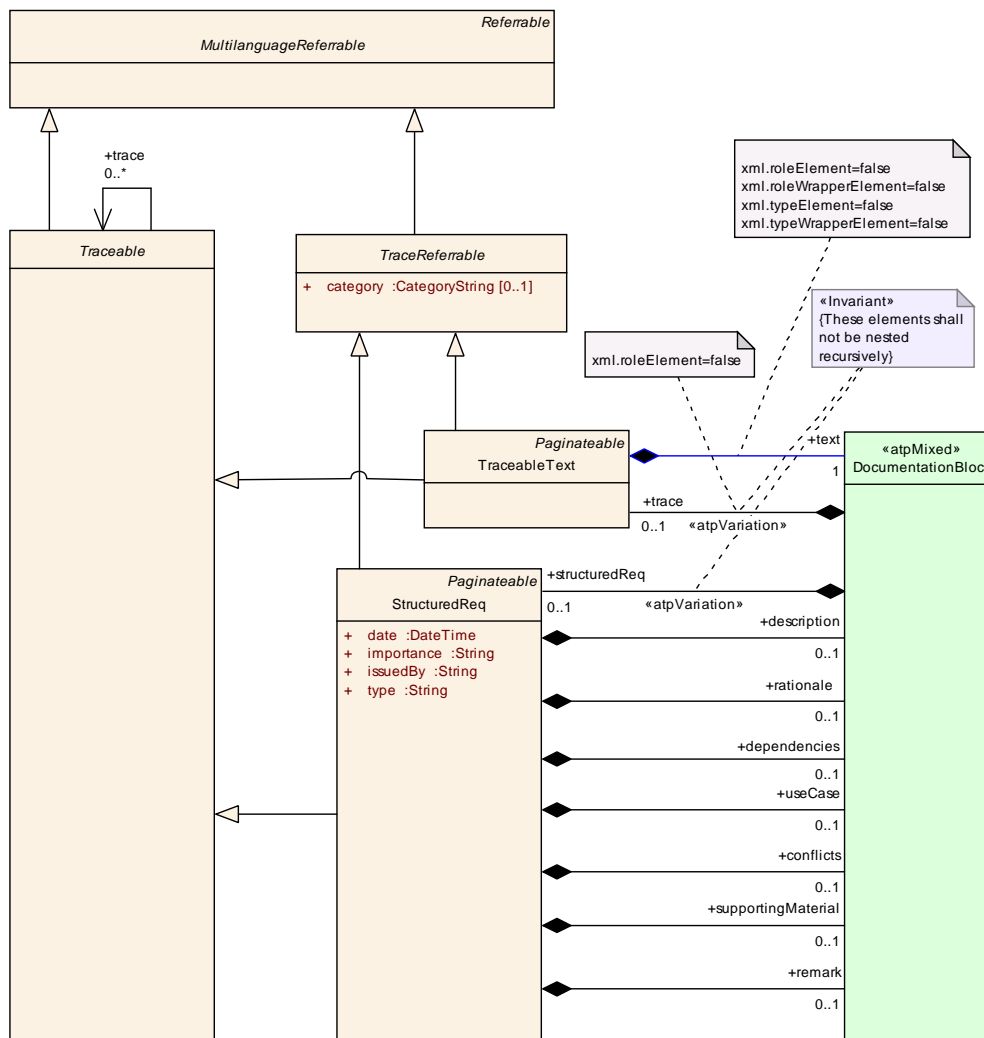 Referrable
MultilanguageReferrable
+trace
0..*
xml.roleElement=false
xml.roleWrapperElement=false
xml.typeElement=false
xml.typeWrapperElement=false
Traceable
TraceReferrable
+ category :CategoryString [0..1]
«Invariant»
{These elements shall
not be nested
recursively}
xml.roleElement=false
Paginateable
TraceableText
+text
1
«atpMixed»
DocumentationBloc
+trace
0..1
«atpVariation»
Paginateable
StructuredReq
+structuredReq
0..1
«atpVariation»
+ date :DateTime
+ importance :String
+ issuedBy :String
+ type :String
+description
0..1
+rationale
0..1
+dependencies
0..1
+useCase
0..1
+conflicts
0..1
+supportingMaterial
0..1
+remark
0..1